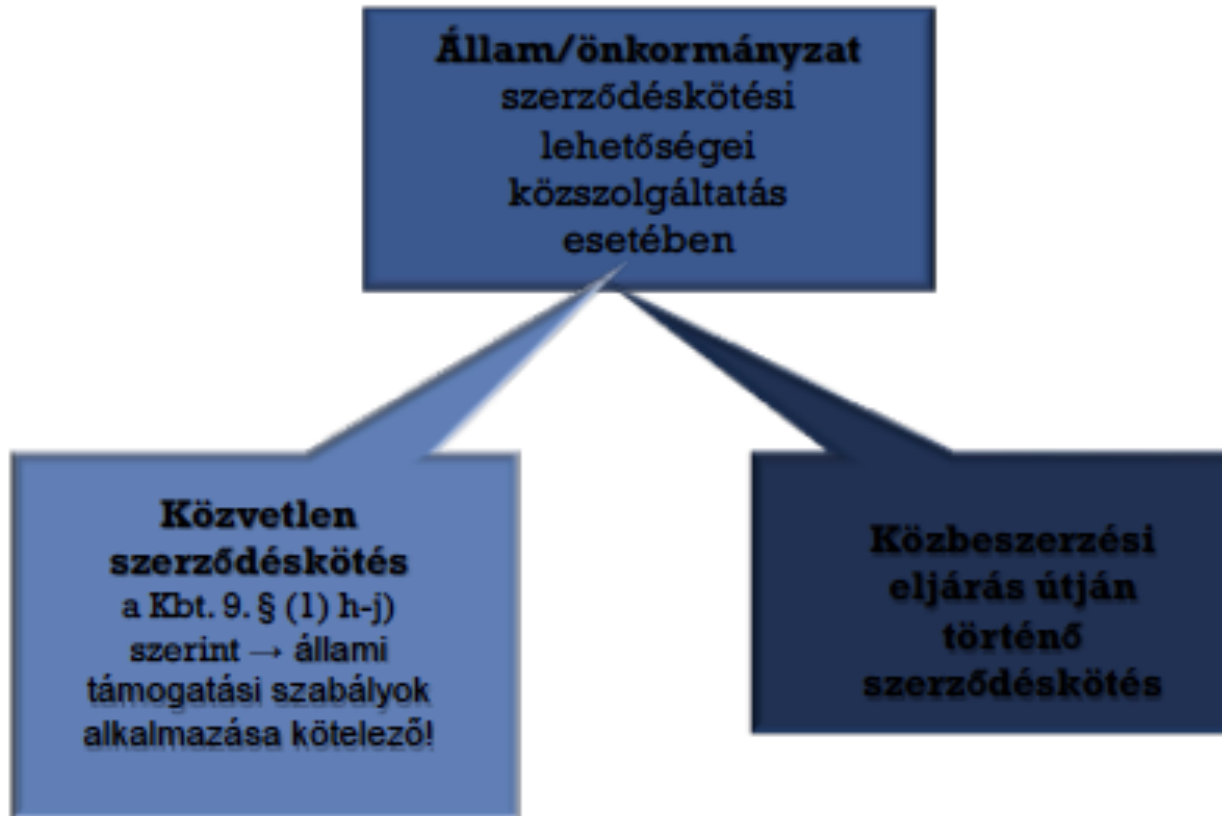 Állam/önkormányzat
szerződéskötési
lehetőségei
közszolgáltatás
esetében
Közvetlen
szerződéskötés
a Kbt. 9. § (1) h-j)
szerint → állami
támogatási szabályok
alkalmazása kötelező!
Közbeszerzési
eljárás útján
történő
szerződéskötés